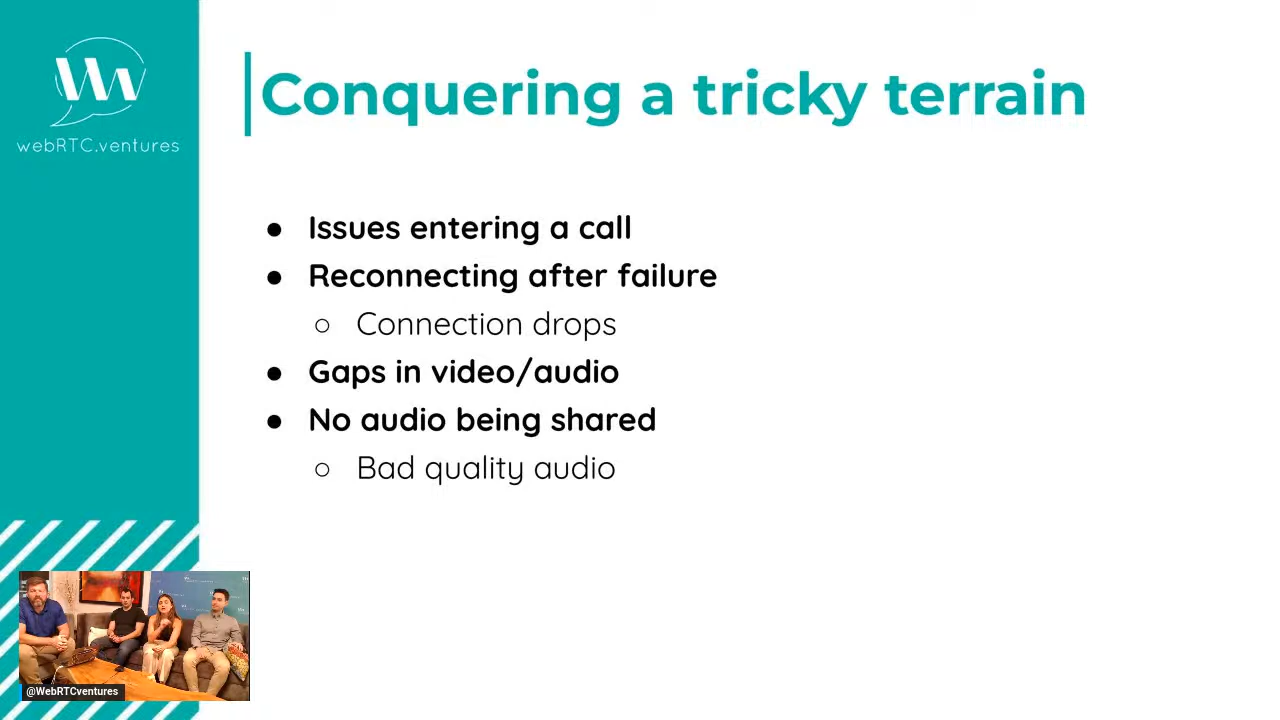 webRTC.ventures
Conquering a tricky terrain
● Issues entering a call
● Reconnecting after failure
○ Connection drops
● Gaps in video/audio
● No audio being shared
○ Bad quality audio
@WebRTCventures